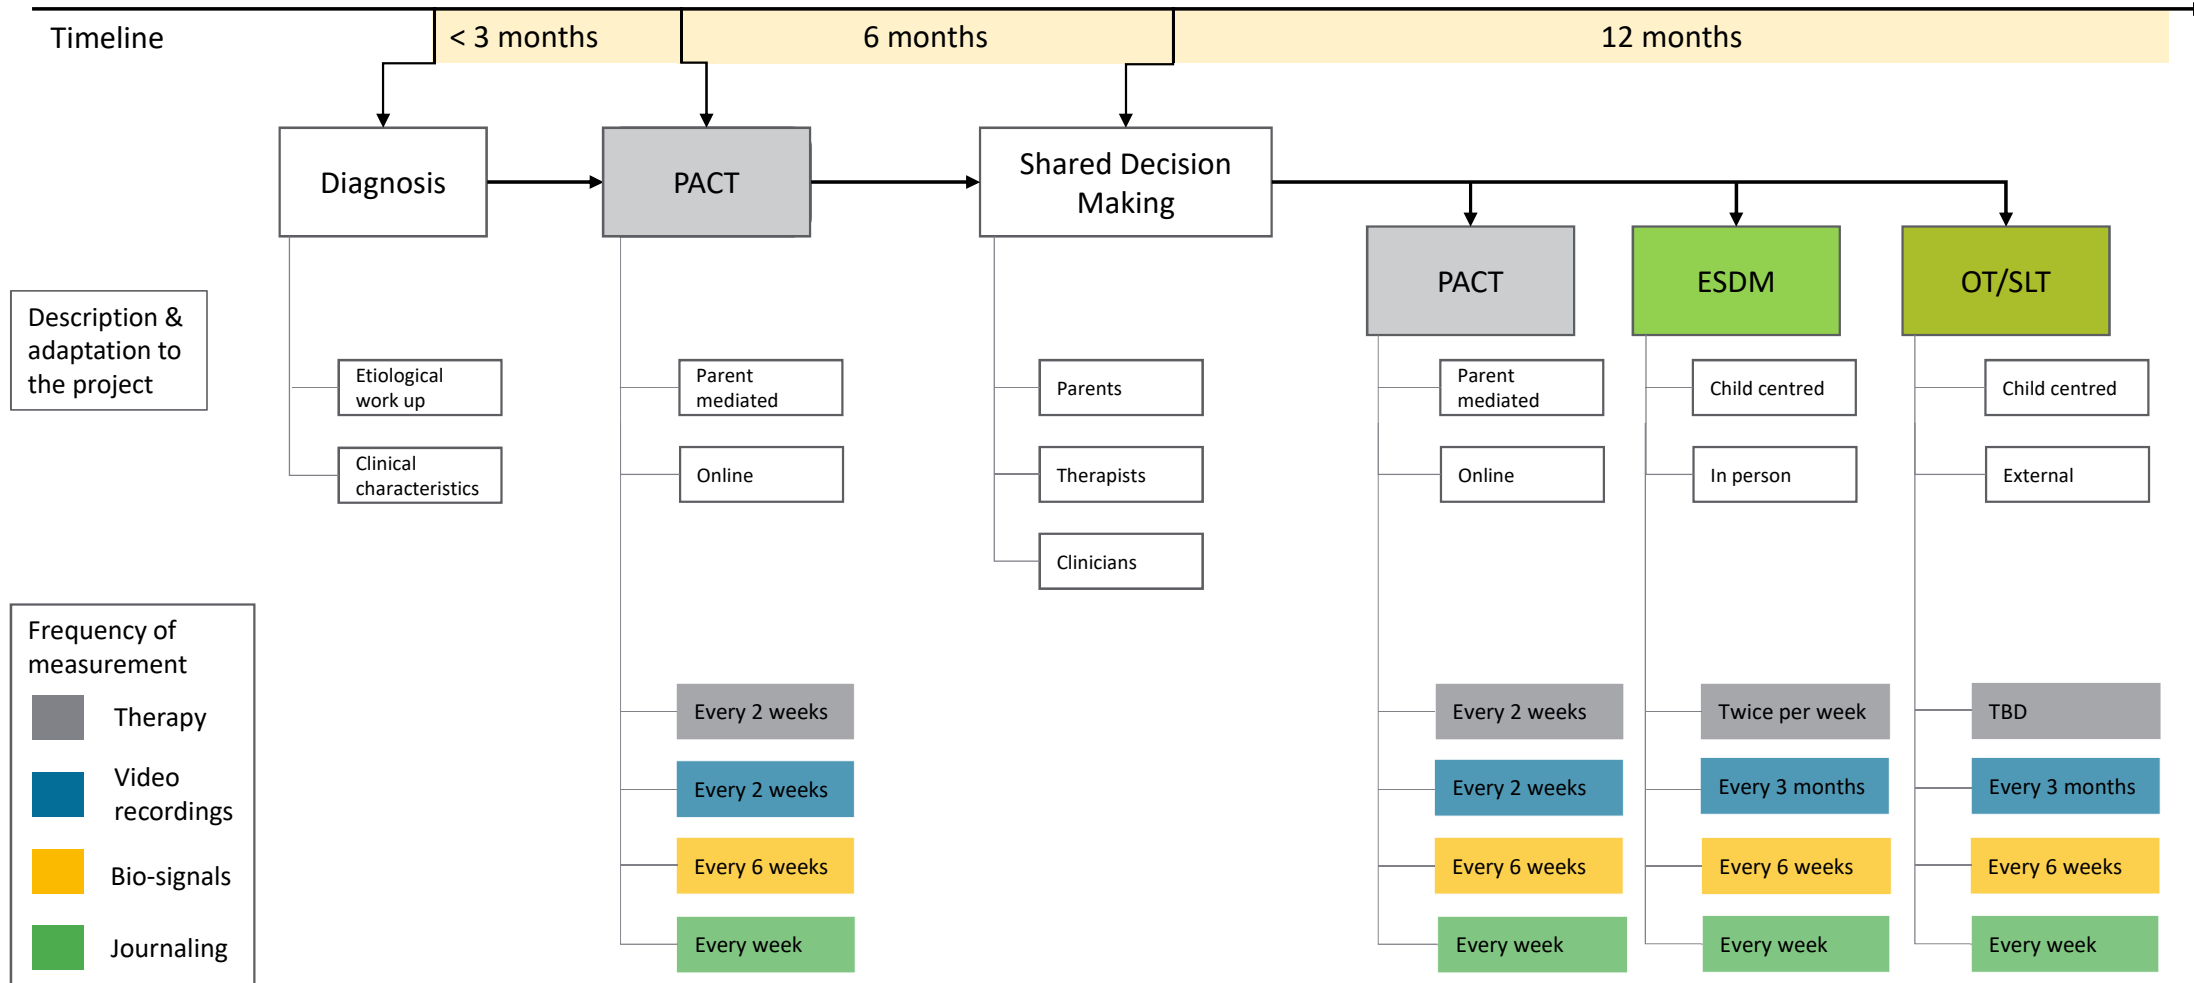 Timeline
< 3 months
6 months
12 months
Diagnosis
PACT
Shared Decision
Making
PACT
ESDM
OT/SLT
Description &
adaptation to
the project
Etiological
work up
Clinical
characteristics
Parent
mediated
Online
Parents
Therapists
Clinicians
Parent
mediated
Online
Child centred
In person
Child centred
External
Frequency of
measurement
Therapy
Video
recordings
Bio-signals
Journaling
Every 2 weeks
Every 2 weeks
Every 6 weeks
Every week
Every 2 weeks
Every 2 weeks
Every 6 weeks
Every week
Twice per week
Every 3 months
Every 6 weeks
Every week
TBD
Every 3 months
Every 6 weeks
Every week